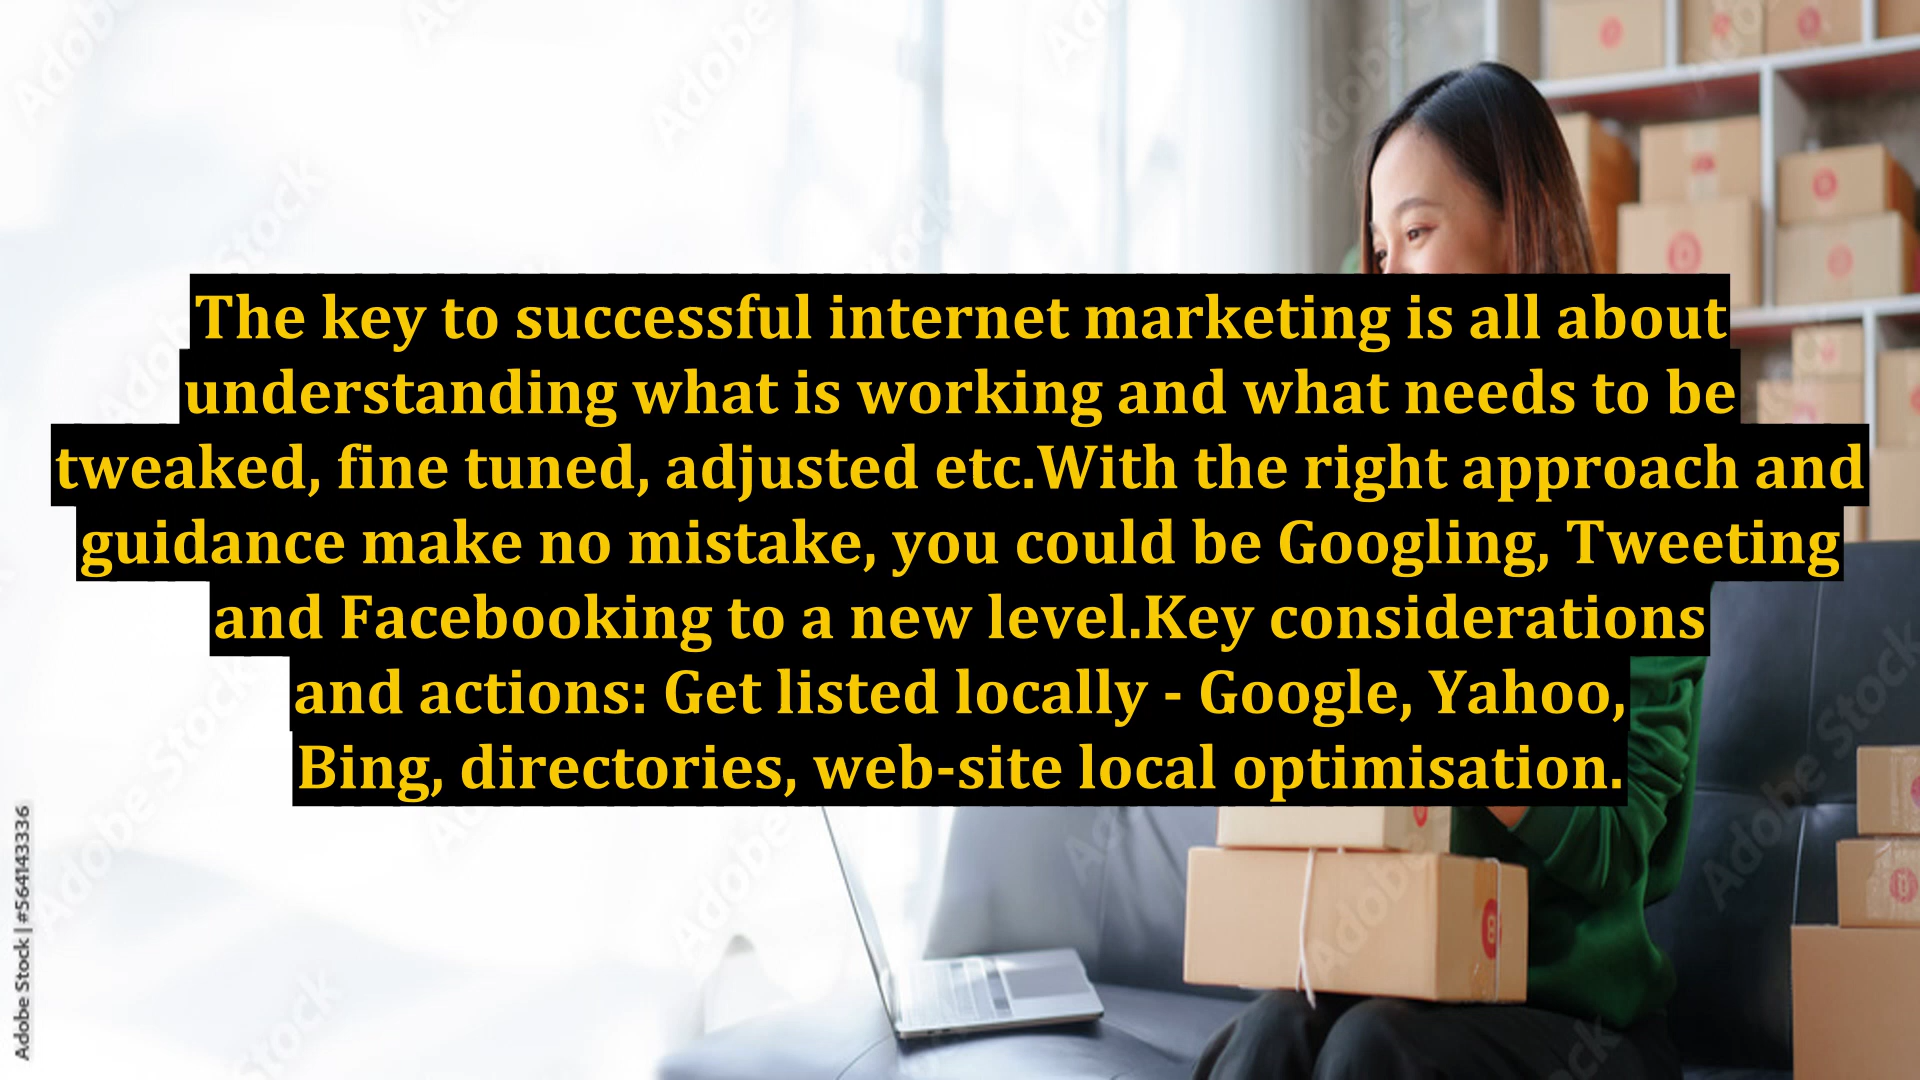 The key to successful internet marketing is all about
understanding what is working and what needs to be
tweaked, fine tuned, adjusted etc.With the right approach and
guidance make no mistake, you could be Googling, Tweeting
and Facebooking to a new level.Key considerations
and actions: Get listed locally - Google, Yahoo,
Bing, directories, web-site local optimisation.
Adobe Stock | #564143336